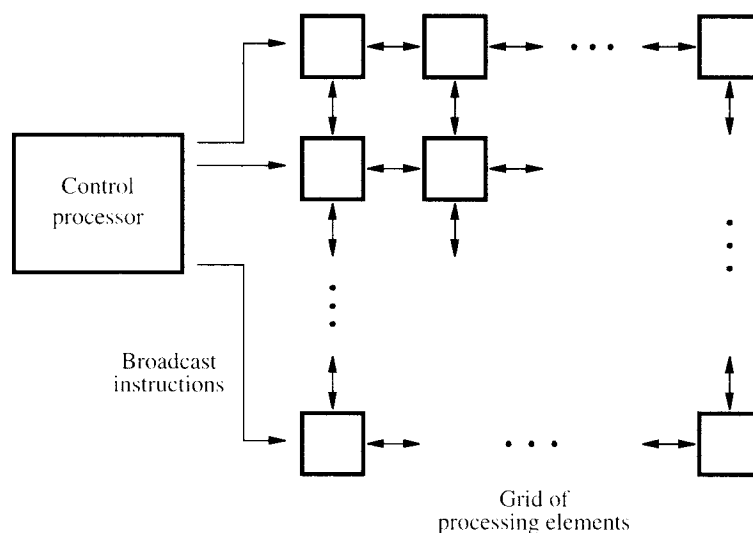 Control
processor
Broadcast
instructions
Grid of
processing elements